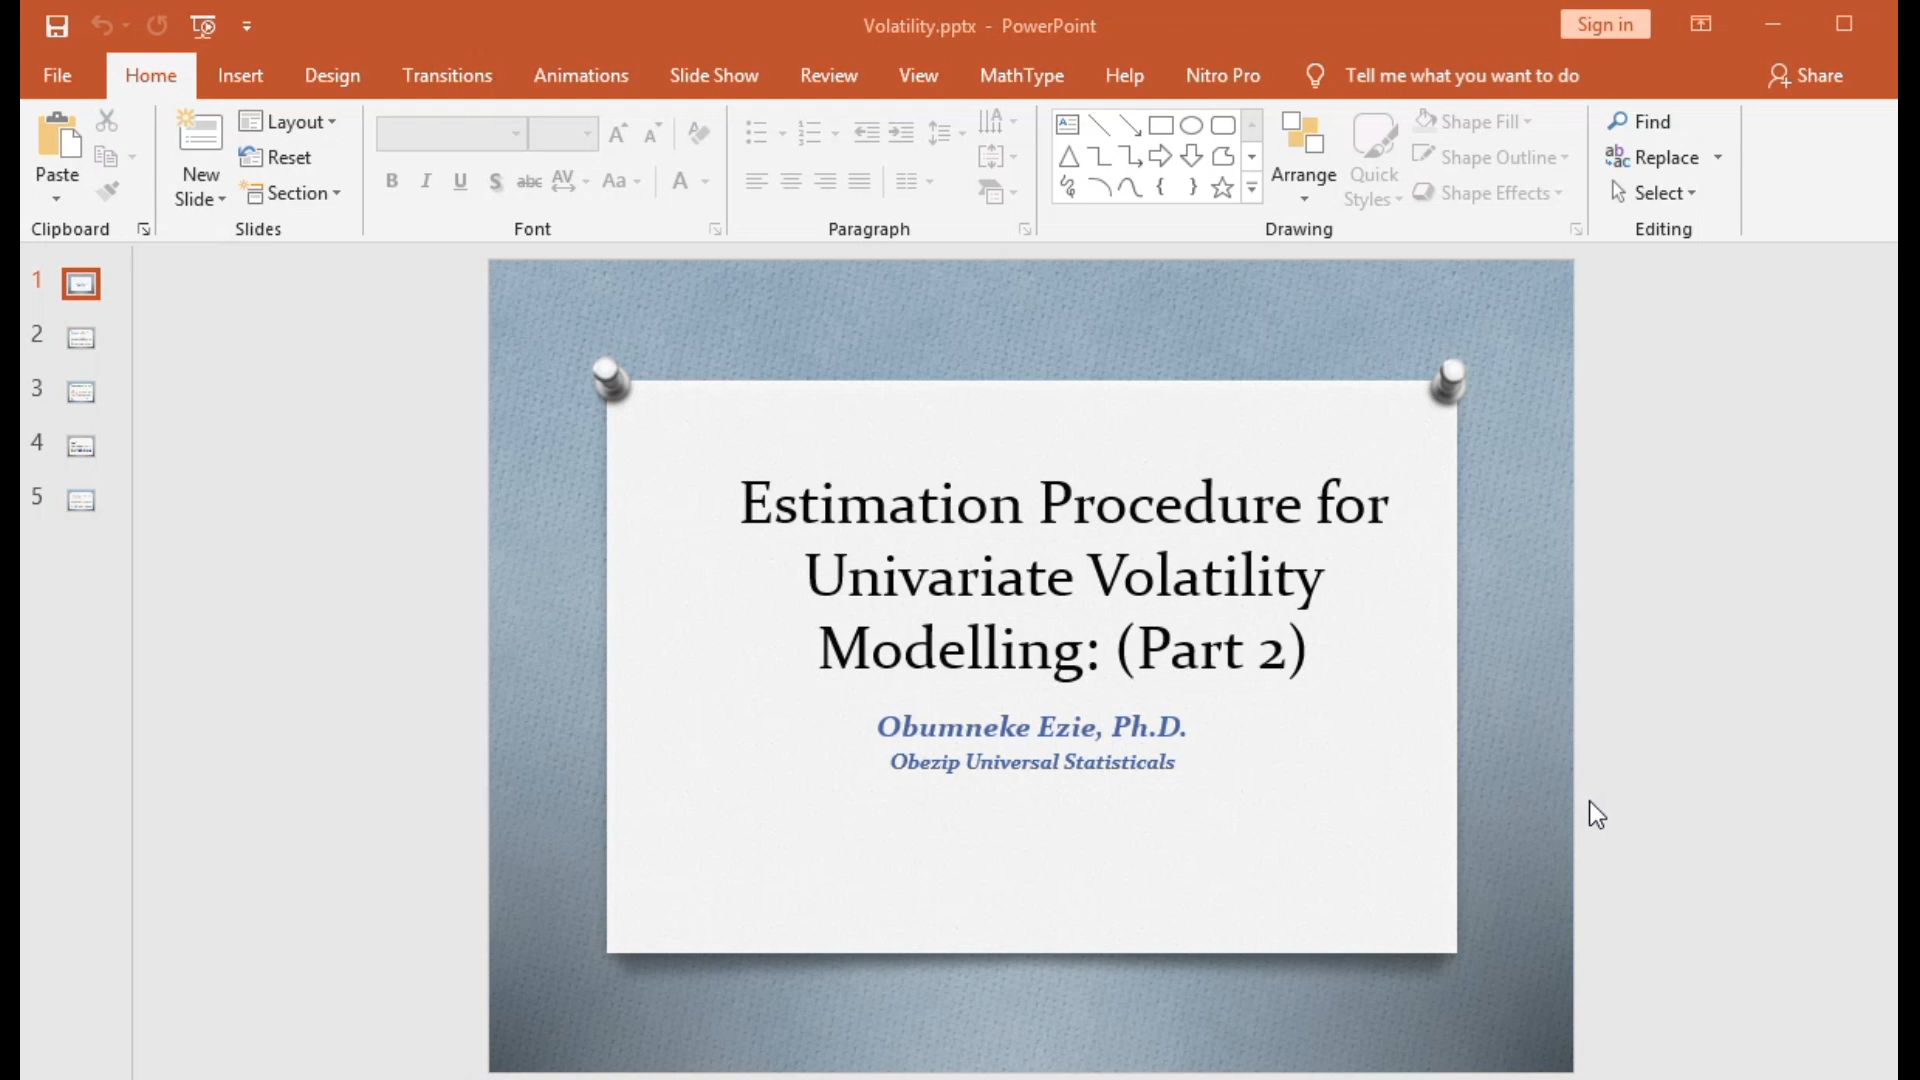 Volatility.pptx - PowerPoint
Sign in
File Home Insert Design Transitions Animations Slide Show Review View MathType Help Nitro Pro Tell me what you want to do Share
Paste
Clipboard
New Slide
Layout
Reset
Section
Slides
B I U S abc AV Aa A
Font
Paragraph
Arrange
Quick Styles
Shape Fill
Shape Outline
Shape Effects
Drawing
Find
Replace
Select
Editing
1
2
3
4
5
Estimation Procedure for
Univariate Volatility
Modelling: (Part 2)
Obumneke Ezie, Ph.D.
Obezip Universal Statisticals